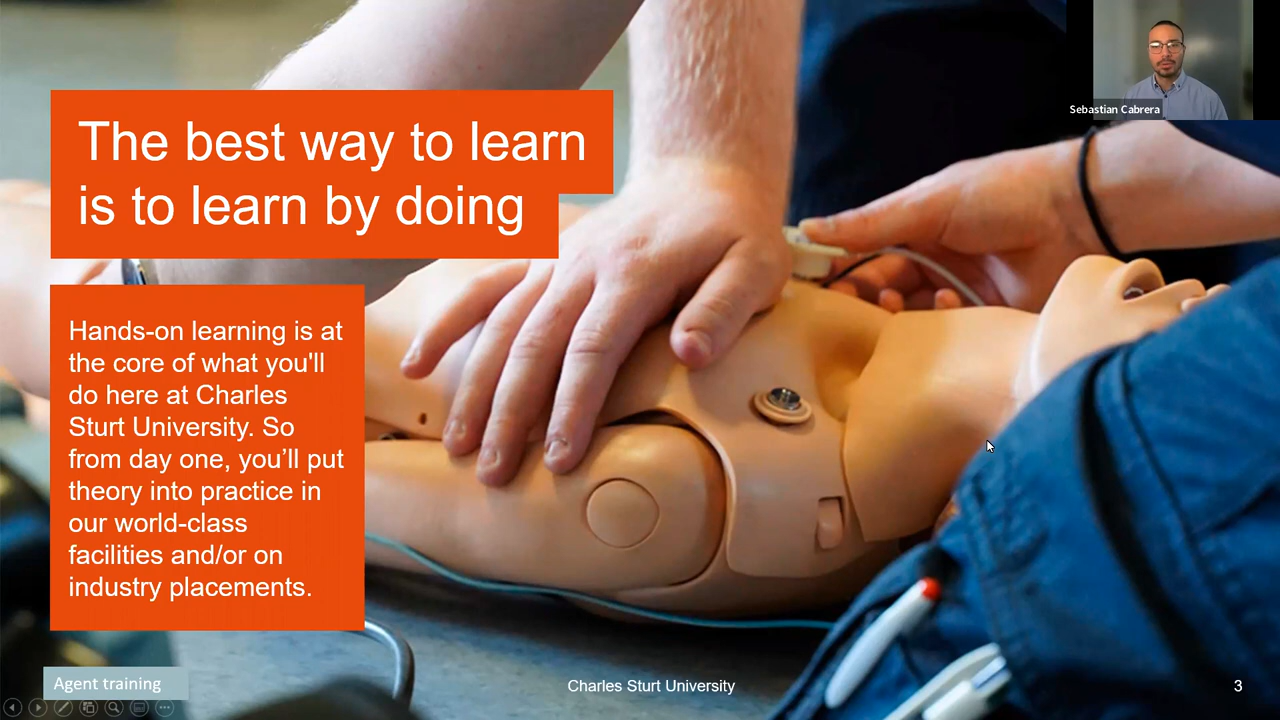 Sebastian Cabrera
The best way to learn
is to learn by doing
Hands-on learning is at
the core of what you'll
do here at Charles
Sturt University. So
from day one, you’ll put
theory into practice in
our world-class
facilities and/or on
industry placements.
Agent training
Charles Sturt University
3